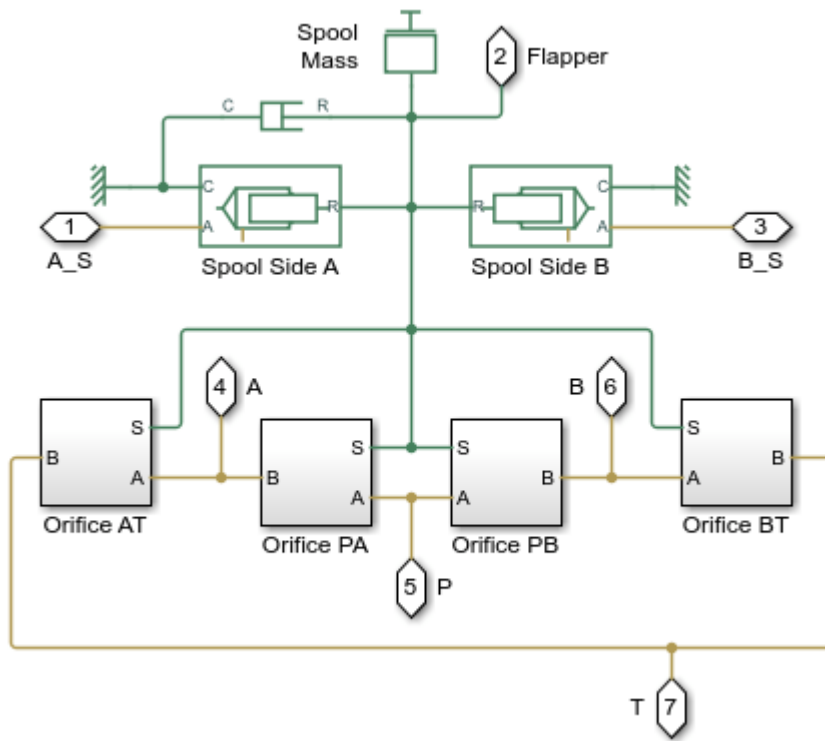 Spool
Mass
2
Flapper
C
R
C
A
R
Spool Side A
R
C
A
Spool Side B
1
A_S
3
B_S
4
A
B
6
S
B
A
Orifice AT
S
B
A
Orifice PA
S
A
B
Orifice PB
S
B
A
Orifice BT
5
P
T
7